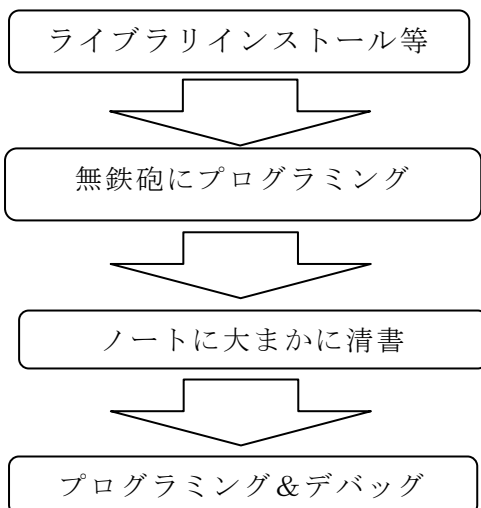 ライブラリインストール等
無鉄砲にプログラミング
ノートに大まかに清書
プログラミング&デバッグ